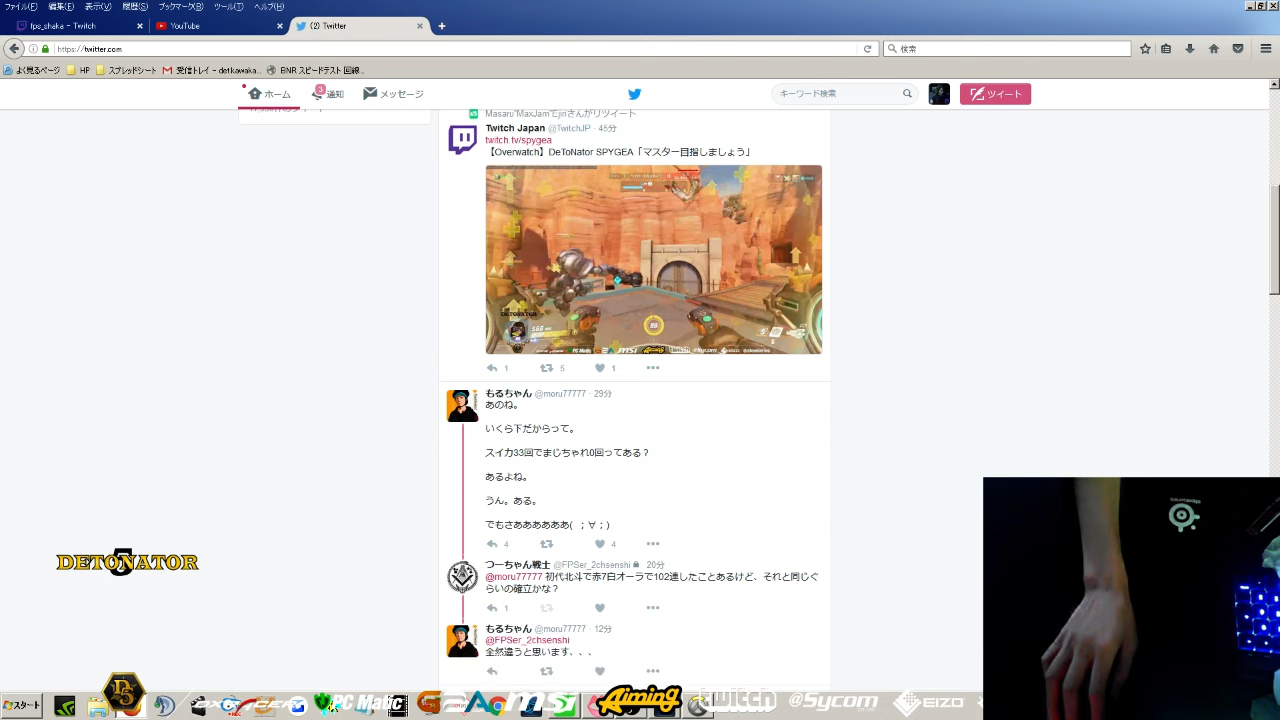 ファイル(F) 編集(E) 表示(V) 履歴(S) ブックマーク(B) ツール(T) ヘルプ(H)
fps_shaka - Twitch
YouTube
(2) Twitter
https://twitter.com
検索
よく見るページ HP スプレッドシート 受信トレイ - detkawaka... BNR スピードテスト 回線..
ホーム 3 通知 メッセージ
キーワード検索
ツイート
Masaru"MaxJam"Ejiriさんがリツイート
Twitch Japan @TwitchJP · 45分
twitch.tv/spygea
【Overwatch】DeToNator SPYGEA「マスター目指しましょう」
1 5 1 •••
もるちゃん @moru77777 · 29分
あのね。
いくら下だからって。
スイカ33回でまじちゃれ0回ってある？
あるよね。
うん。ある。
でもさああああああ( ；∀；)
4 4 •••
つーちゃん戦士 @FPSer_2chsenshi 20分
@moru77777 初代北斗で赤7白オーラで102連したことあるけど、それと同じぐ
らいの確立かな？
1 •••
もるちゃん @moru77777 · 12分
@FPSer_2chsenshi
全然違うと思います、、、
•••
DETONATOR
5
スタート
DXRACER
PC Matic
msi
Aiming
twitch
@Sycom
EIZO